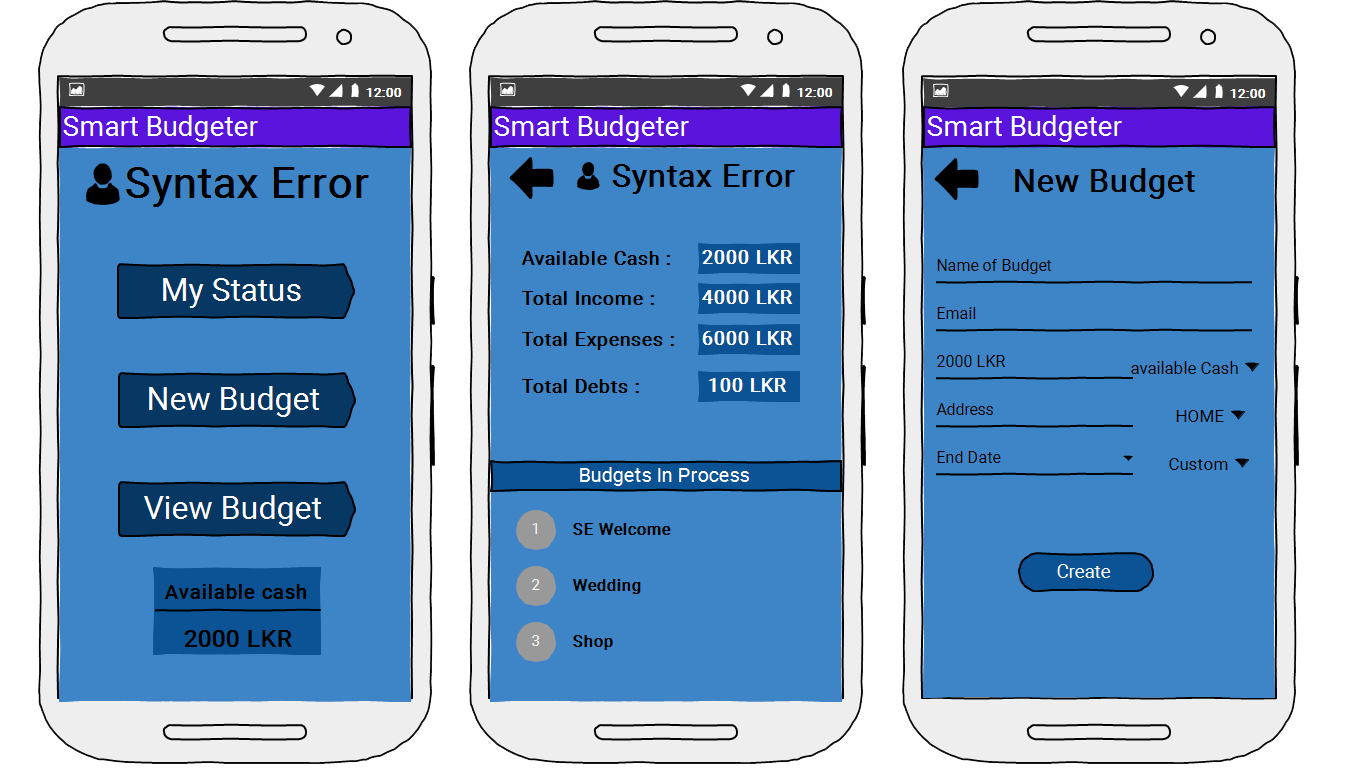 12:00
Smart Budgeter
Syntax Error
My Status
New Budget
View Budget
Available cash
2000 LKR
12:00
Smart Budgeter
Syntax Error
Available Cash : 2000 LKR
Total Income : 4000 LKR
Total Expenses : 6000 LKR
Total Debts : 100 LKR
Budgets In Process
1 SE Welcome
2 Wedding
3 Shop
12:00
Smart Budgeter
New Budget
Name of Budget
Email
2000 LKR available Cash
Address HOME
End Date Custom
Create